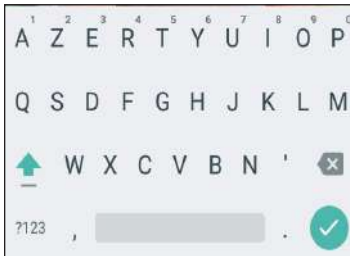 1 2 3 4 5 6 7 8 9 0
A Z E R T Y U I O P
Q S D F G H J K L M
W X C V B N '
?123 , .